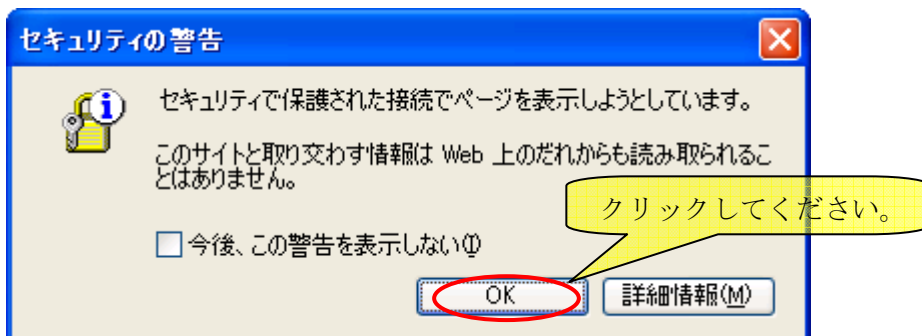 セキュリティの警告
セキュリティで保護された接続でページを表示しようとしています。
このサイトと取り交わす情報は Web 上のだれからも読み取られるこ
とはありません。
クリックしてください。
今後、この警告を表示しない(I)
OK
詳細情報(M)